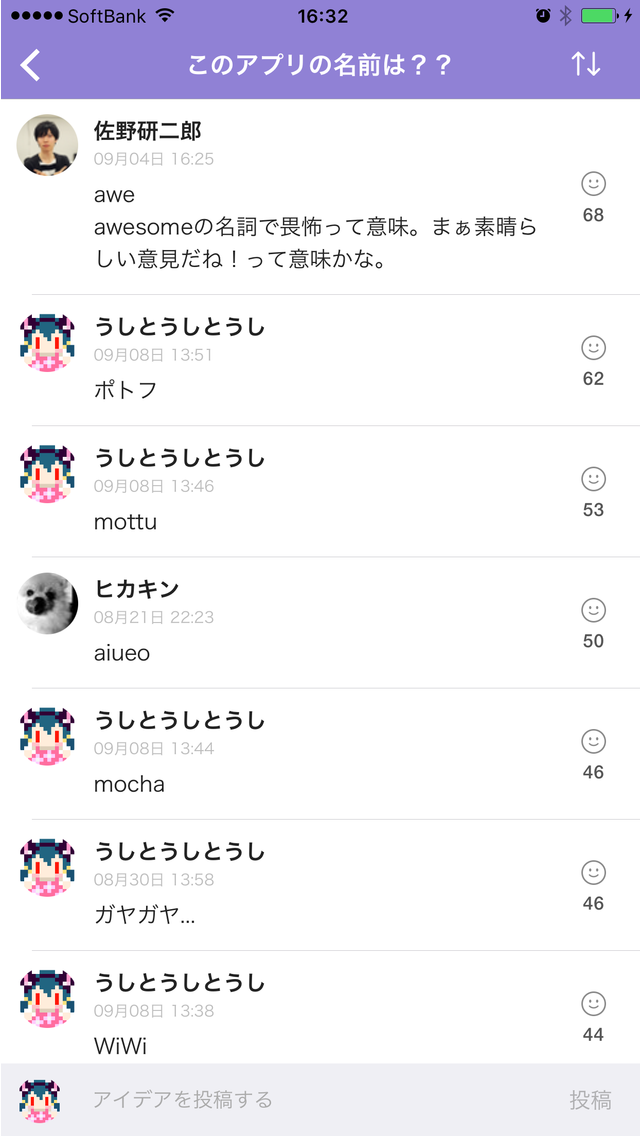 SoftBank 16:32
このアプリの名前は？？
佐野研二郎
09月04日 16:25
awe
awesomeの名詞で畏怖って意味。まぁ素晴ら
しい意見だね！って意味かな。
68
うしとうしとうし
09月08日 13:51
ポトフ
62
うしとうしとうし
09月08日 13:46
mottu
53
ヒカキン
08月21日 22:23
aiueo
50
うしとうしとうし
09月08日 13:44
mocha
46
うしとうしとうし
08月30日 13:58
ガヤガヤ...
46
うしとうしとうし
09月08日 13:38
WiWi
44
アイデアを投稿する 投稿